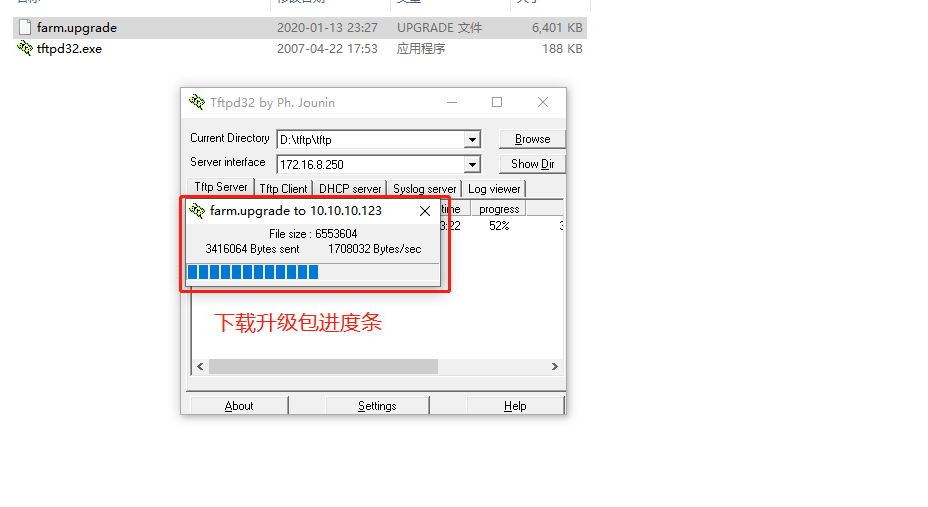 farm.upgrade 2020-01-13 23:27 UPGRADE 文件 6,401 KB
tftpd32.exe 2007-04-22 17:53 应用程序 188 KB
Tftpd32 by Ph. Jounin
Current Directory D:\tftp\tftp Browse
Server interface 172.16.8.250 Show Dir
Tftp Server Tftp Client DHCP server Syslog server Log viewer
farm.upgrade to 10.10.10.123
time progress
File size : 6553604
3:22 52% 3
3416064 Bytes sent 1708032 Bytes/sec
下载升级包进度条
About Settings Help